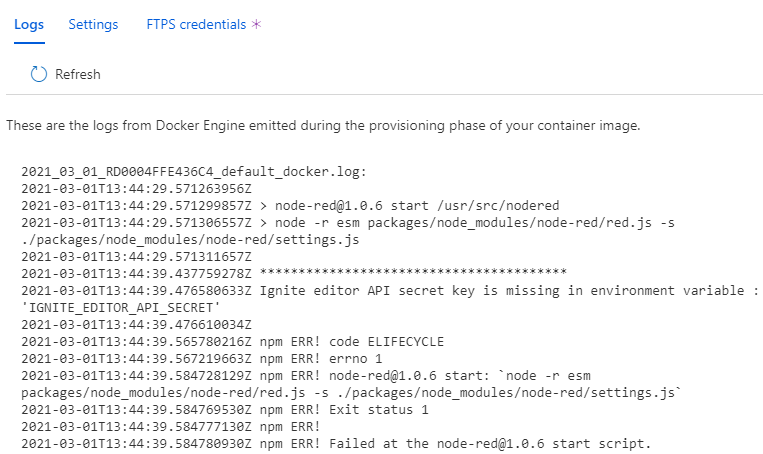 Logs Settings FTPS credentials *
Refresh
These are the logs from Docker Engine emitted during the provisioning phase of your container image.
2021_03_01_RD0004FFE436C4_default_docker.log:
2021-03-01T13:44:29.571263956Z
2021-03-01T13:44:29.571299857Z > node-red@1.0.6 start /usr/src/nodered
2021-03-01T13:44:29.571306557Z > node -r esm packages/node_modules/node-red/red.js -s
./packages/node_modules/node-red/settings.js
2021-03-01T13:44:29.571311657Z
2021-03-01T13:44:39.437759278Z ****************************************
2021-03-01T13:44:39.476580633Z Ignite editor API secret key is missing in environment variable :
'IGNITE_EDITOR_API_SECRET'
2021-03-01T13:44:39.476610034Z
2021-03-01T13:44:39.565780216Z npm ERR! code ELIFECYCLE
2021-03-01T13:44:39.567219663Z npm ERR! errno 1
2021-03-01T13:44:39.584728129Z npm ERR! node-red@1.0.6 start: `node -r esm
packages/node_modules/node-red/red.js -s ./packages/node_modules/node-red/settings.js`
2021-03-01T13:44:39.584769530Z npm ERR! Exit status 1
2021-03-01T13:44:39.584777130Z npm ERR!
2021-03-01T13:44:39.584780930Z npm ERR! Failed at the node-red@1.0.6 start script.